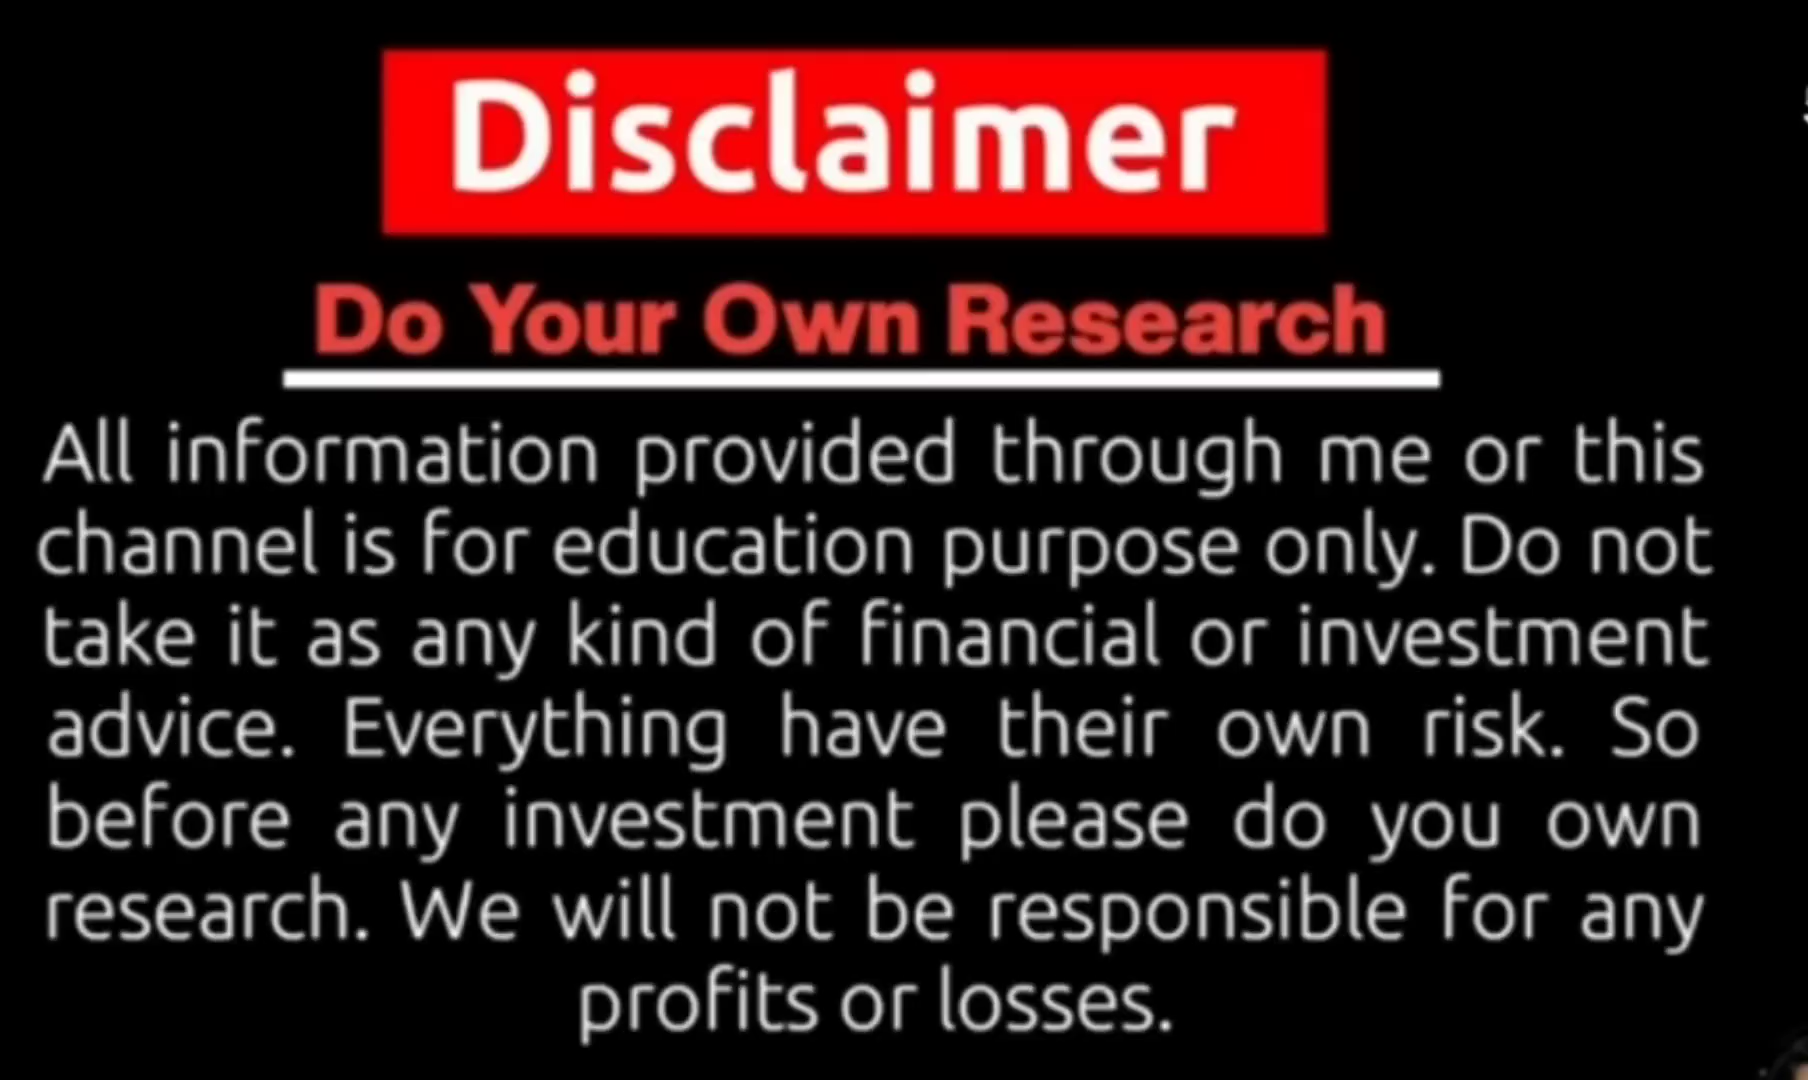 Disclaimer
Do Your Own Research
All information provided through me or this
channel is for education purpose only. Do not
take it as any kind of financial or investment
advice. Everything have their own risk. So
before any investment please do you own
research. We will not be responsible for any
profits or losses.